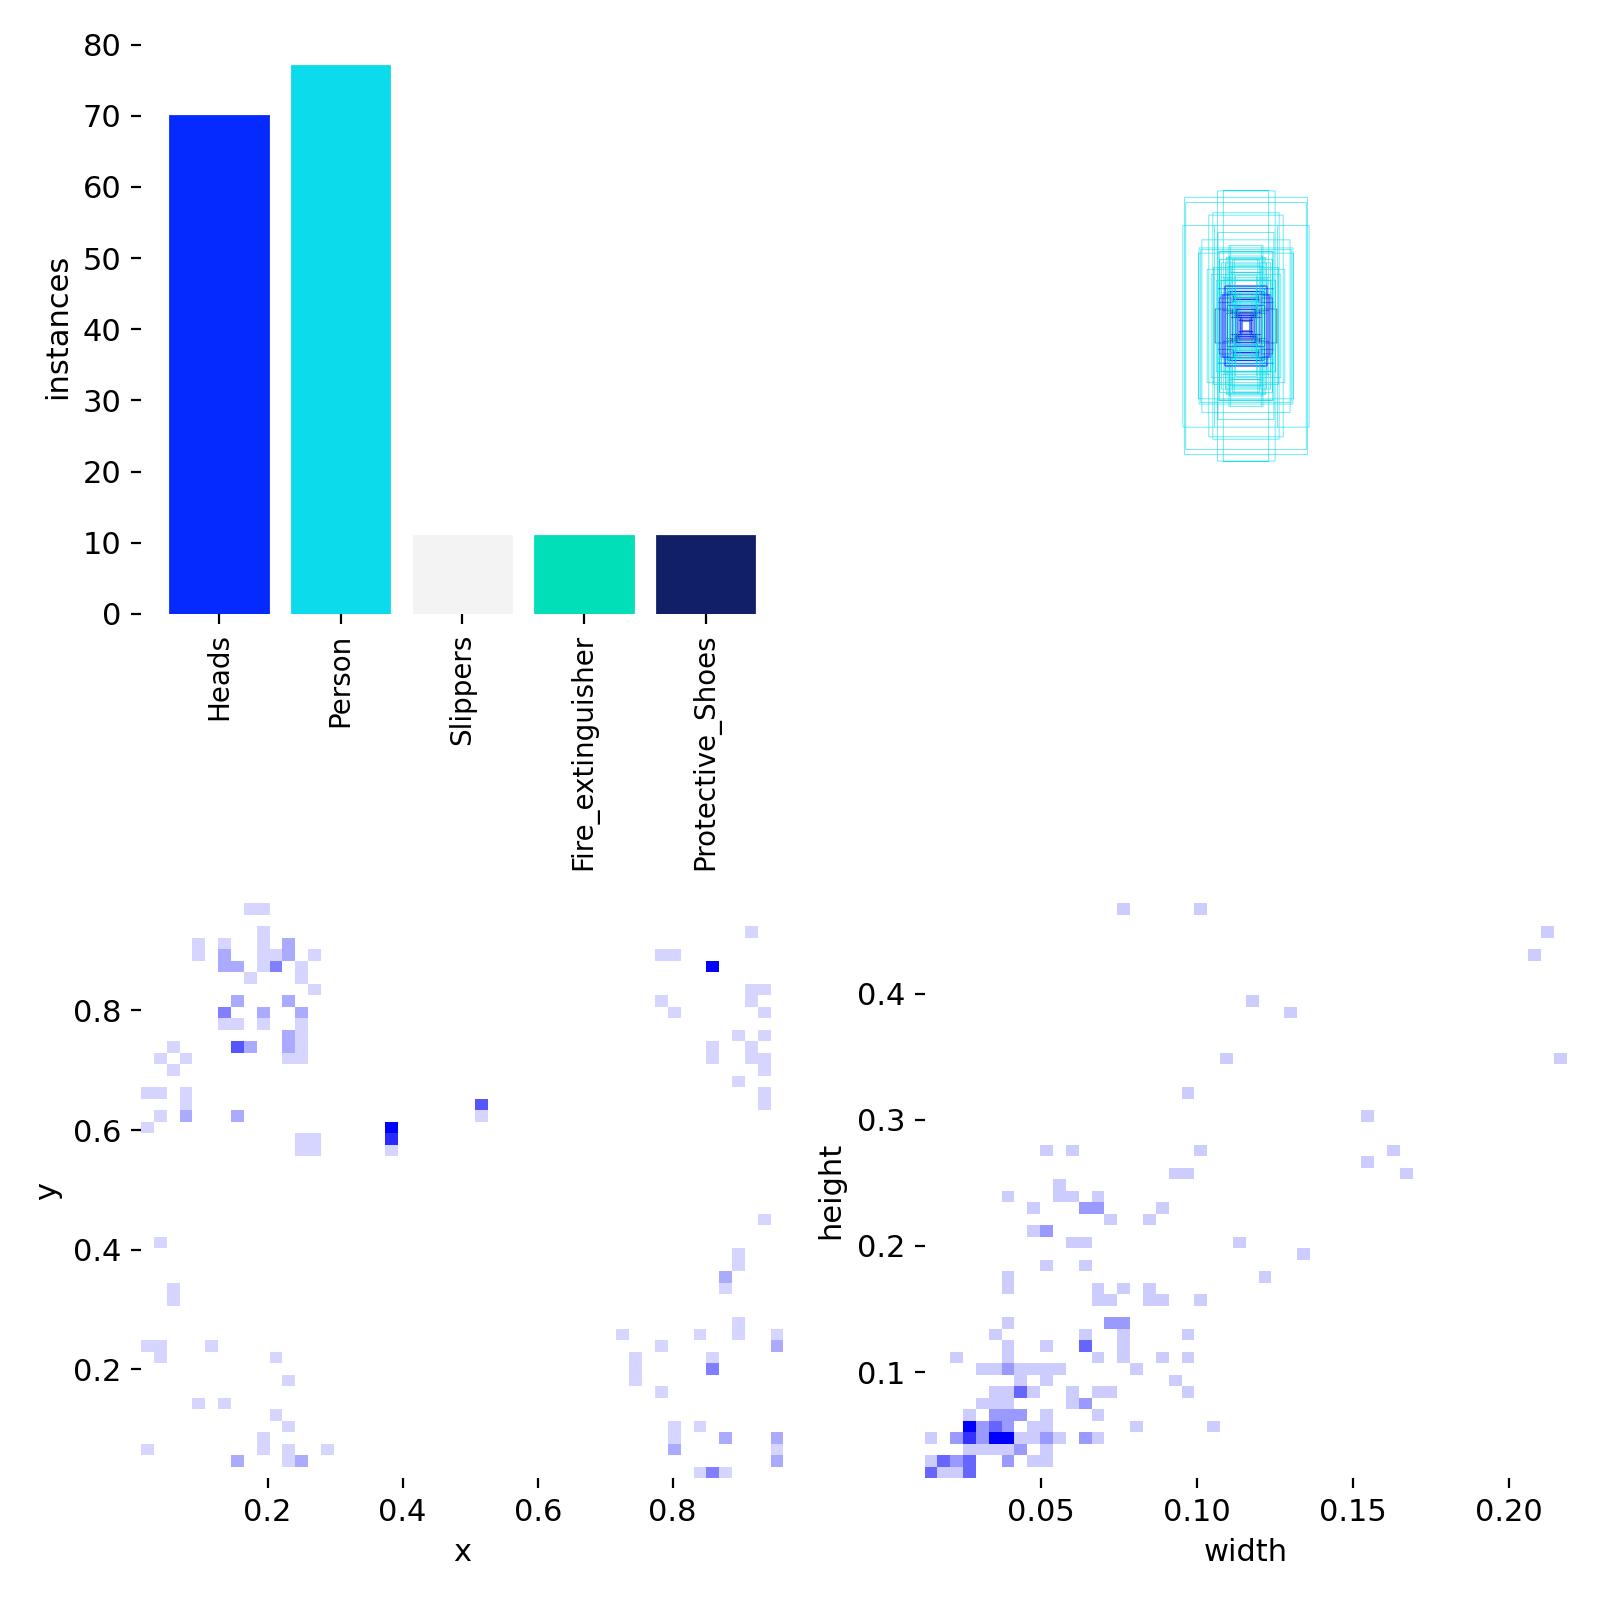 80
70
60
50
40
30
20
10
0
instances
Heads
Person
Slippers
Fire_extinguisher
Protective_Shoes
0.8
0.6
0.4
0.2
y
0.2 0.4 0.6 0.8
x
0.4
0.3
0.2
0.1
height
0.05 0.10 0.15 0.20
width